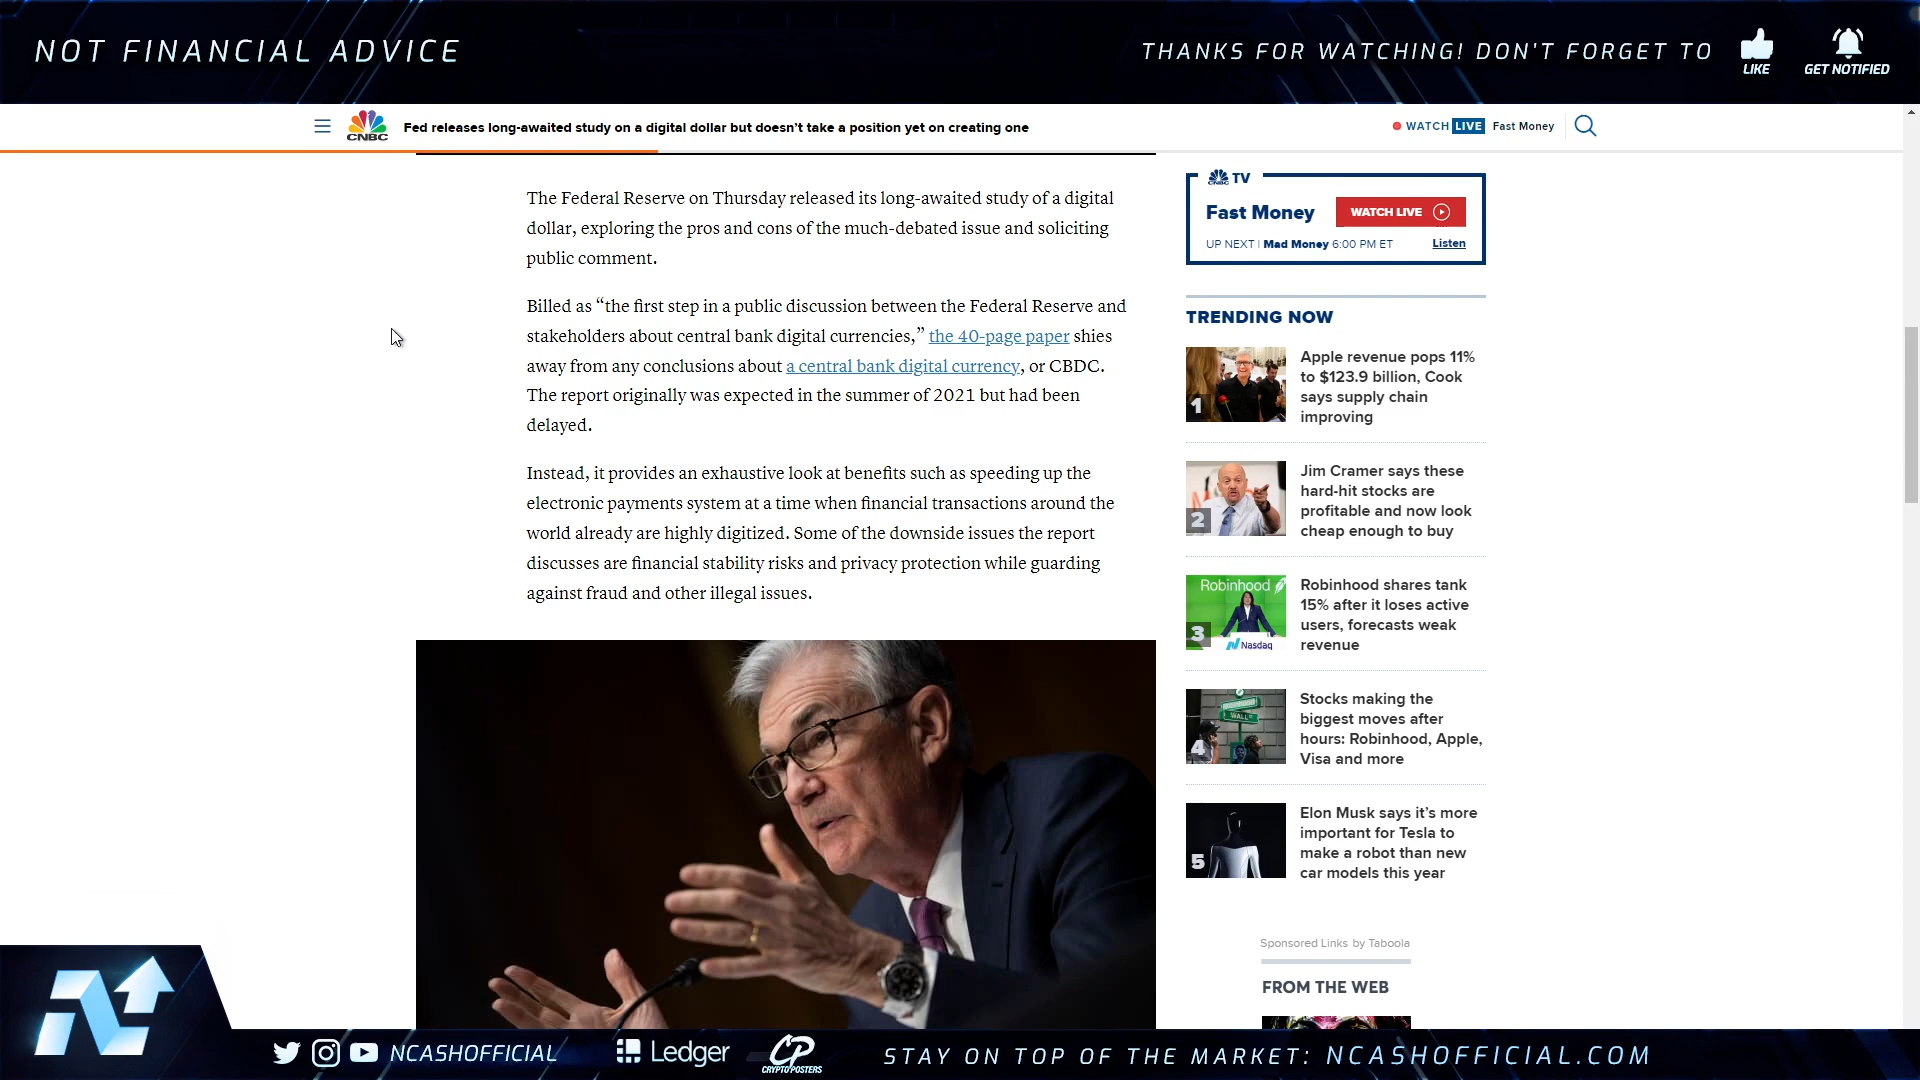 NOT FINANCIAL ADVICE
THANKS FOR WATCHING! DON'T FORGET TO
LIKE
GET NOTIFIED
CNBC
Fed releases long-awaited study on a digital dollar but doesn't take a position yet on creating one
WATCH LIVE Fast Money
The Federal Reserve on Thursday released its long-awaited study of a digital
dollar, exploring the pros and cons of the much-debated issue and soliciting
public comment.
Billed as “the first step in a public discussion between the Federal Reserve and
stakeholders about central bank digital currencies,” the 40-page paper shies
away from any conclusions about a central bank digital currency, or CBDC.
The report originally was expected in the summer of 2021 but had been
delayed.
Instead, it provides an exhaustive look at benefits such as speeding up the
electronic payments system at a time when financial transactions around the
world already are highly digitized. Some of the downside issues the report
discusses are financial stability risks and privacy protection while guarding
against fraud and other illegal issues.
CNBC TV
Fast Money
WATCH LIVE
UP NEXT | Mad Money 6:00 PM ET
Listen
TRENDING NOW
1
Apple revenue pops 11%
to $123.9 billion, Cook
says supply chain
improving
2
Jim Cramer says these
hard-hit stocks are
profitable and now look
cheap enough to buy
Robinhood
Nasdaq
3
Robinhood shares tank
15% after it loses active
users, forecasts weak
revenue
WALL ST
4
Stocks making the
biggest moves after
hours: Robinhood, Apple,
Visa and more
5
Elon Musk says it’s more
important for Tesla to
make a robot than new
car models this year
Sponsored Links by Taboola
FROM THE WEB
NCASHOFFICIAL
Ledger
CP
CRYPTOPOSTERS
STAY ON TOP OF THE MARKET: NCASHOFFICIAL.COM